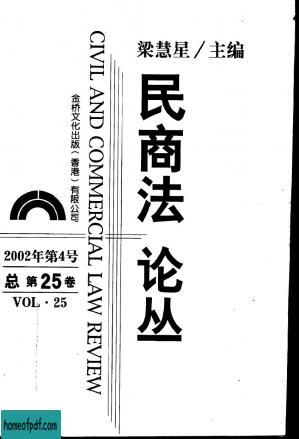 梁慧星/主编
民商法 论丛
CIVIL AND COMMERCIAL LAW REVIEW
金桥文化出版(香港)有限公司
2002年第4号
总 第25卷
VOL·25
homeofpdf.com